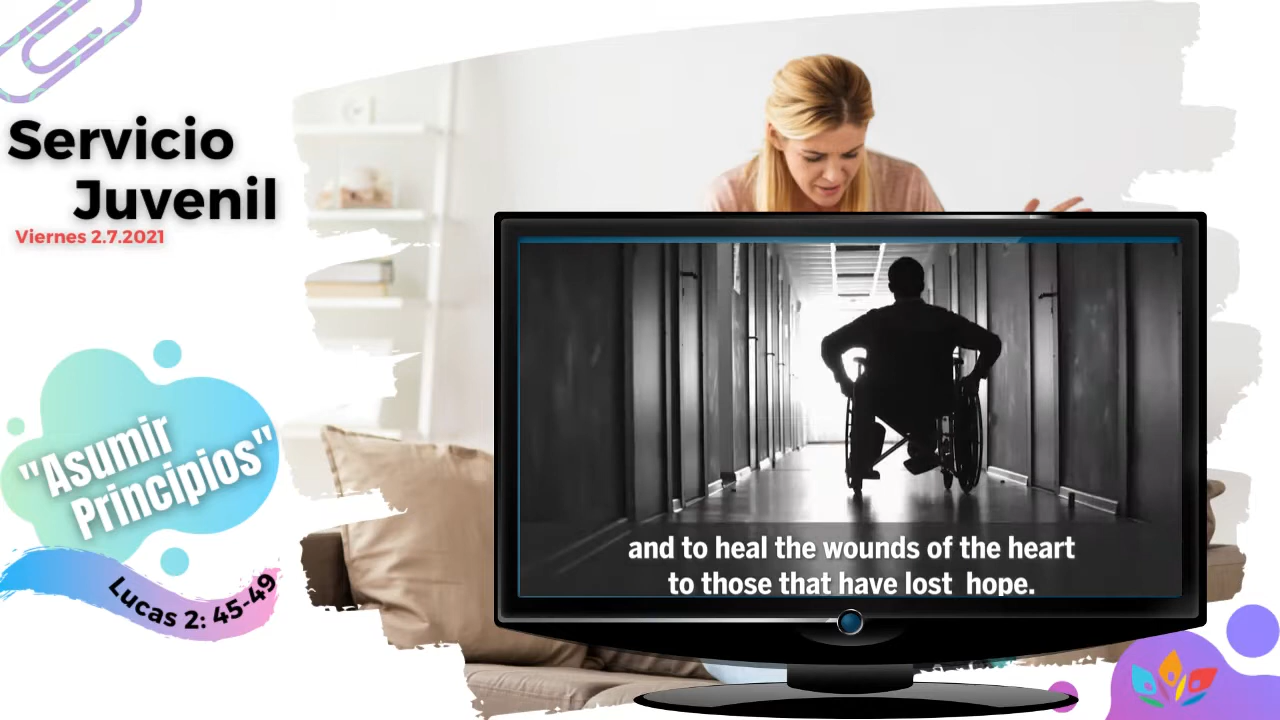 Servicio
Juvenil
Viernes 2.7.2021
"Asumir
Principios"
Lucas 2: 45-49
and to heal the wounds of the heart
to those that have lost hope.